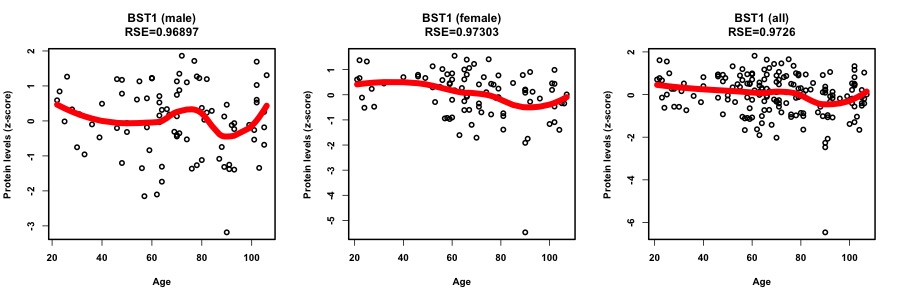 BST1 (male)
RSE=0.96897
Protein levels (z-score)
2
1
0
-1
-2
-3
20 40 60 80 100
Age
BST1 (female)
RSE=0.97303
Protein levels (z-score)
1
0
-1
-2
-3
-4
-5
20 40 60 80 100
Age
BST1 (all)
RSE=0.9726
Protein levels (z-score)
2
0
-2
-4
-6
20 40 60 80 100
Age